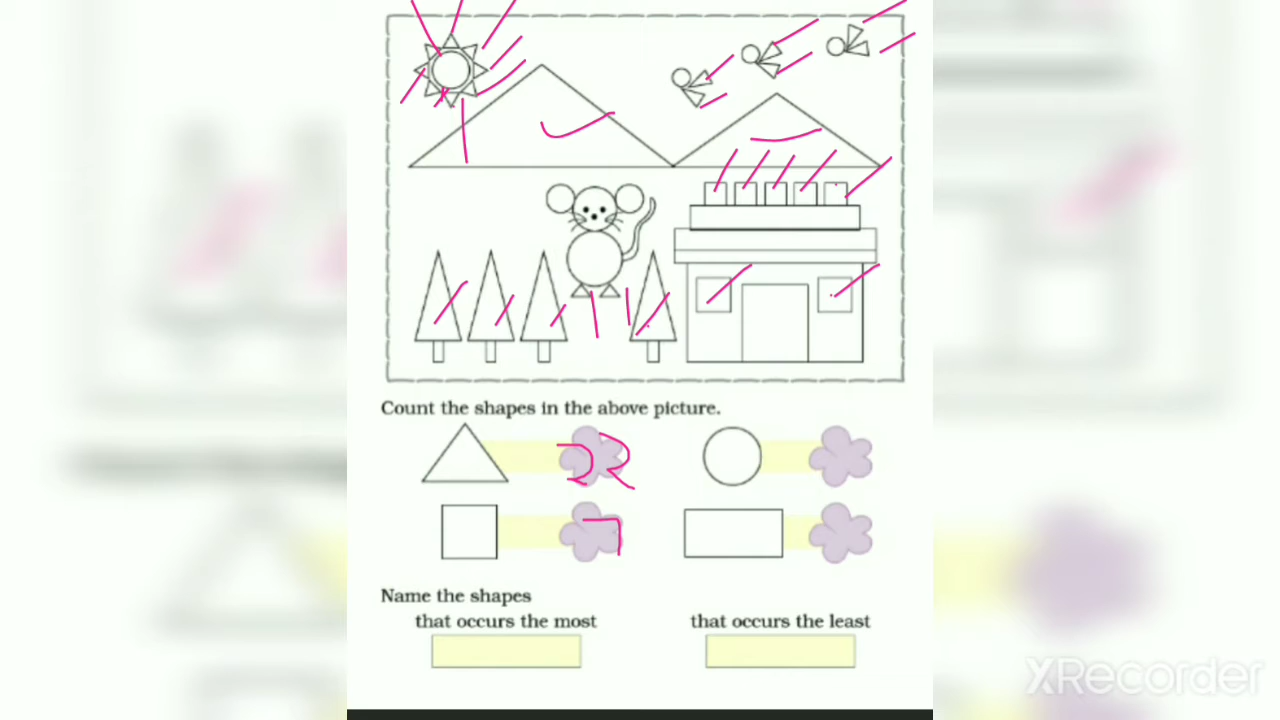 Count the shapes in the above picture.
22
7
Name the shapes
that occurs the most
that occurs the least
XRecorder